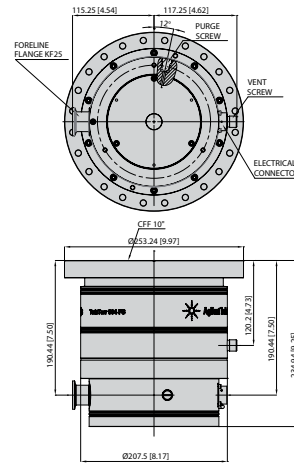 115.25 [4.54]
117.25 [4.62]
12°
PURGE
SCREW
FORELINE
FLANGE KF25
VENT
SCREW
ELECTRICAL
CONNECTO
CFF 10"
Ø253.24 [9.97]
190.44 [7.50]
120.2 [4.73]
190.44 [7.50]
Agilent
Ø207.5 [8.17]